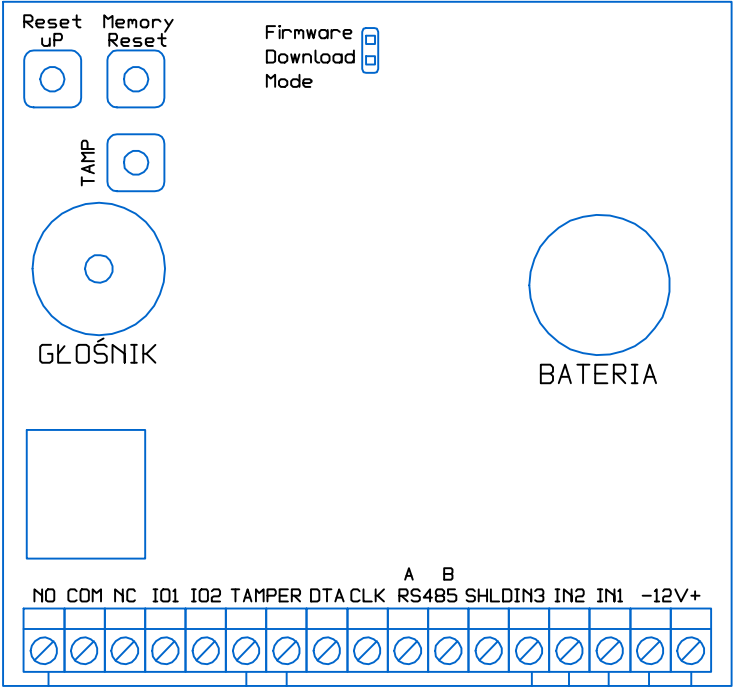 Reset uP
Memory Reset
Firmware
Download
Mode
TAMP
GŁOŚNIK
BATERIA
A B
NO COM NC IO1 IO2 TAMPER DTA CLK RS485 SHLD IN3 IN2 IN1 -12V+